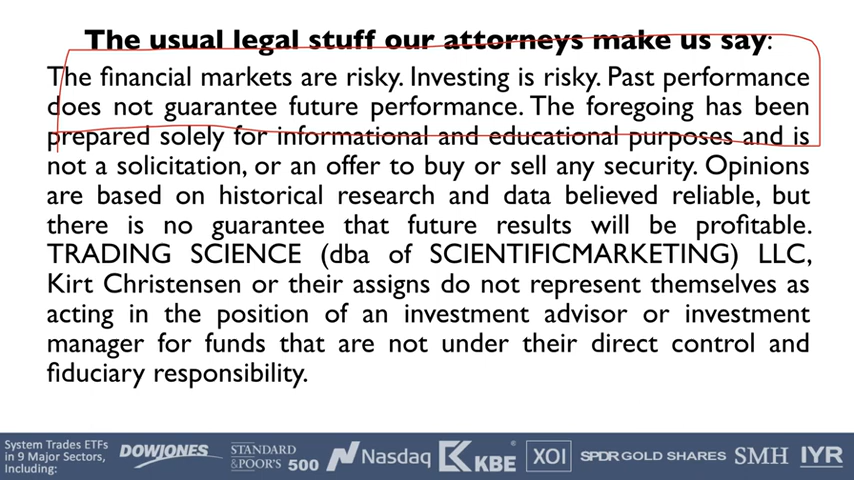 The usual legal stuff our attorneys make us say:
The financial markets are risky. Investing is risky. Past performance
does not guarantee future performance. The foregoing has been
prepared solely for informational and educational purposes and is
not a solicitation, or an offer to buy or sell any security. Opinions
are based on historical research and data believed reliable, but
there is no guarantee that future results will be profitable.
TRADING SCIENCE (dba of SCIENTIFICMARKETING) LLC,
Kirt Christensen or their assigns do not represent themselves as
acting in the position of an investment advisor or investment
manager for funds that are not under their direct control and
fiduciary responsibility.
System Trades ETFs
in 9 Major Sectors,
Including:
DOWJONES
STANDARD
&POOR'S 500
Nasdaq
KBE
XOI
SPDR GOLD SHARES
SMH
IYR